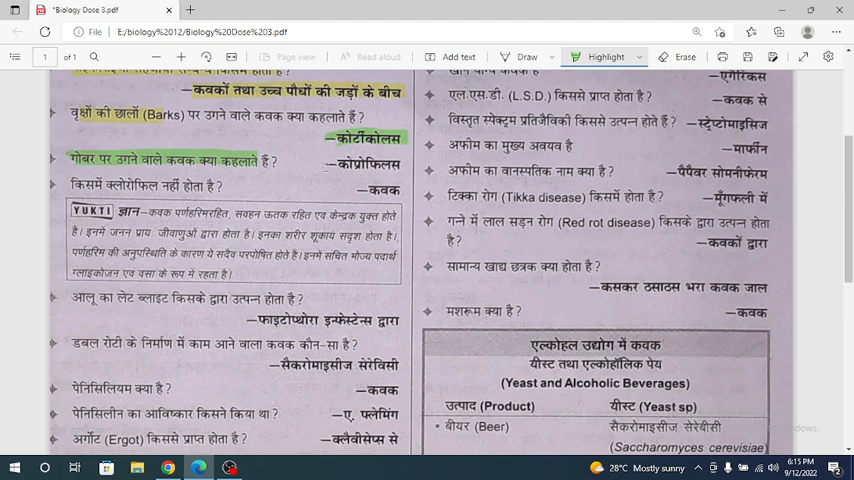 *Biology Dose 3.pdf
File
E:/biology%2012/Biology%20Dose%203.pdf
1 of 1
Page view
Read aloud
Add text
Draw
Highlight
Erase
—कवकों तथा उच्च पौधों की जड़ों के बीच
वृक्षों की छालों (Barks) पर उगने वाले कवक क्या कहलाते हैं?
—कोर्टीकोलस
गोबर पर उगने वाले कवक क्या कहलाते हैं?
—कोप्रोफिलस
किसमें क्लोरोफिल नहीं होता है?
—कवक
YUKTI ज्ञान–कवक पर्णहरिमरहित, सवहन ऊतक रहित एवं केन्द्रक युक्त होते
है। इनमे जनन प्रायः जीवाणुओं द्वारा होता है। इनका शरीर शूकाय सदृश होता है।
पर्णहरिम की अनुपस्थिति के कारण ये सदैव परपोषित होते है। इनमें सचित भोज्य पदार्थ
ग्लाइकोजन एवं वसा के रूप मे रहता है।
आलू का लेट ब्लाइट किसके द्वारा उत्पन्न होता है?
—फाइटोप्थोरा इन्फेस्टेन्स द्वारा
डबल रोटी के निर्माण में काम आने वाला कवक कौन-सा है?
—सैकरोमाइसीज सेरेविसी
पेनिसिलियम क्या है?
—कवक
पेनिसिलीन का आविष्कार किसने किया था?
—ए. फ्लेमिंग
अर्गोट (Ergot) किससे प्राप्त होता है?
—क्लैवीसेप्स से
—एगैरिकस
एल.एस.डी. (L.S.D.) किससे प्राप्त होता है?
—कवक से
विस्तृत स्पेक्ट्रम प्रतिजैविकी किससे उत्पन्न होते हैं?
—स्ट्रेप्टोमाइसिज
अफीम का मुख्य अवयव है
—मार्फीन
अफीम का वानस्पतिक नाम क्या है?
—पैपैवर सोमनीफेरम
टिक्का रोग (Tikka disease) किसमें होता है?
—मूँगफली में
गन्ने में लाल सड़न रोग (Red rot disease) किसके द्वारा उत्पन्न होता
है?
—कवकों द्वारा
सामान्य खाद्य छत्रक क्या होता है?
—कसकर ठसाठस भरा कवक जाल
मशरूम क्या है?
—कवक
एल्कोहल उद्योग में कवक
यीस्ट तथा एल्कोहॉलिक पेय
(Yeast and Alcoholic Beverages)
उत्पाद (Product)
यीस्ट (Yeast sp)
• बीयर (Beer)
सैकरोमाइसीज सेरेबीसी
(Saccharomyces cerevisiae)
28°C Mostly sunny
6:15 PM
9/12/2022
2